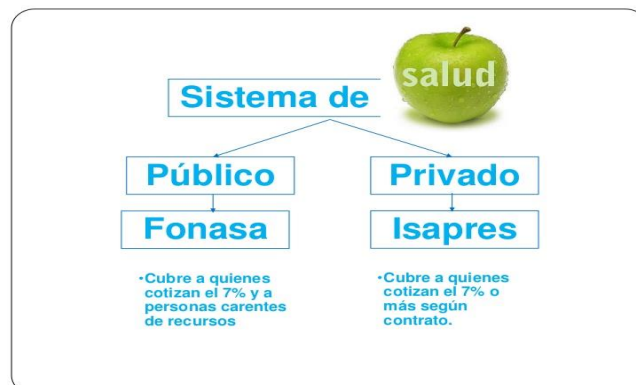 Sistema de salud
Público
Privado
Fonasa
Isapres
•Cubre a quienes
cotizan el 7% y a
personas carentes
de recursos
•Cubre a quienes
cotizan el 7% o
más según
contrato.